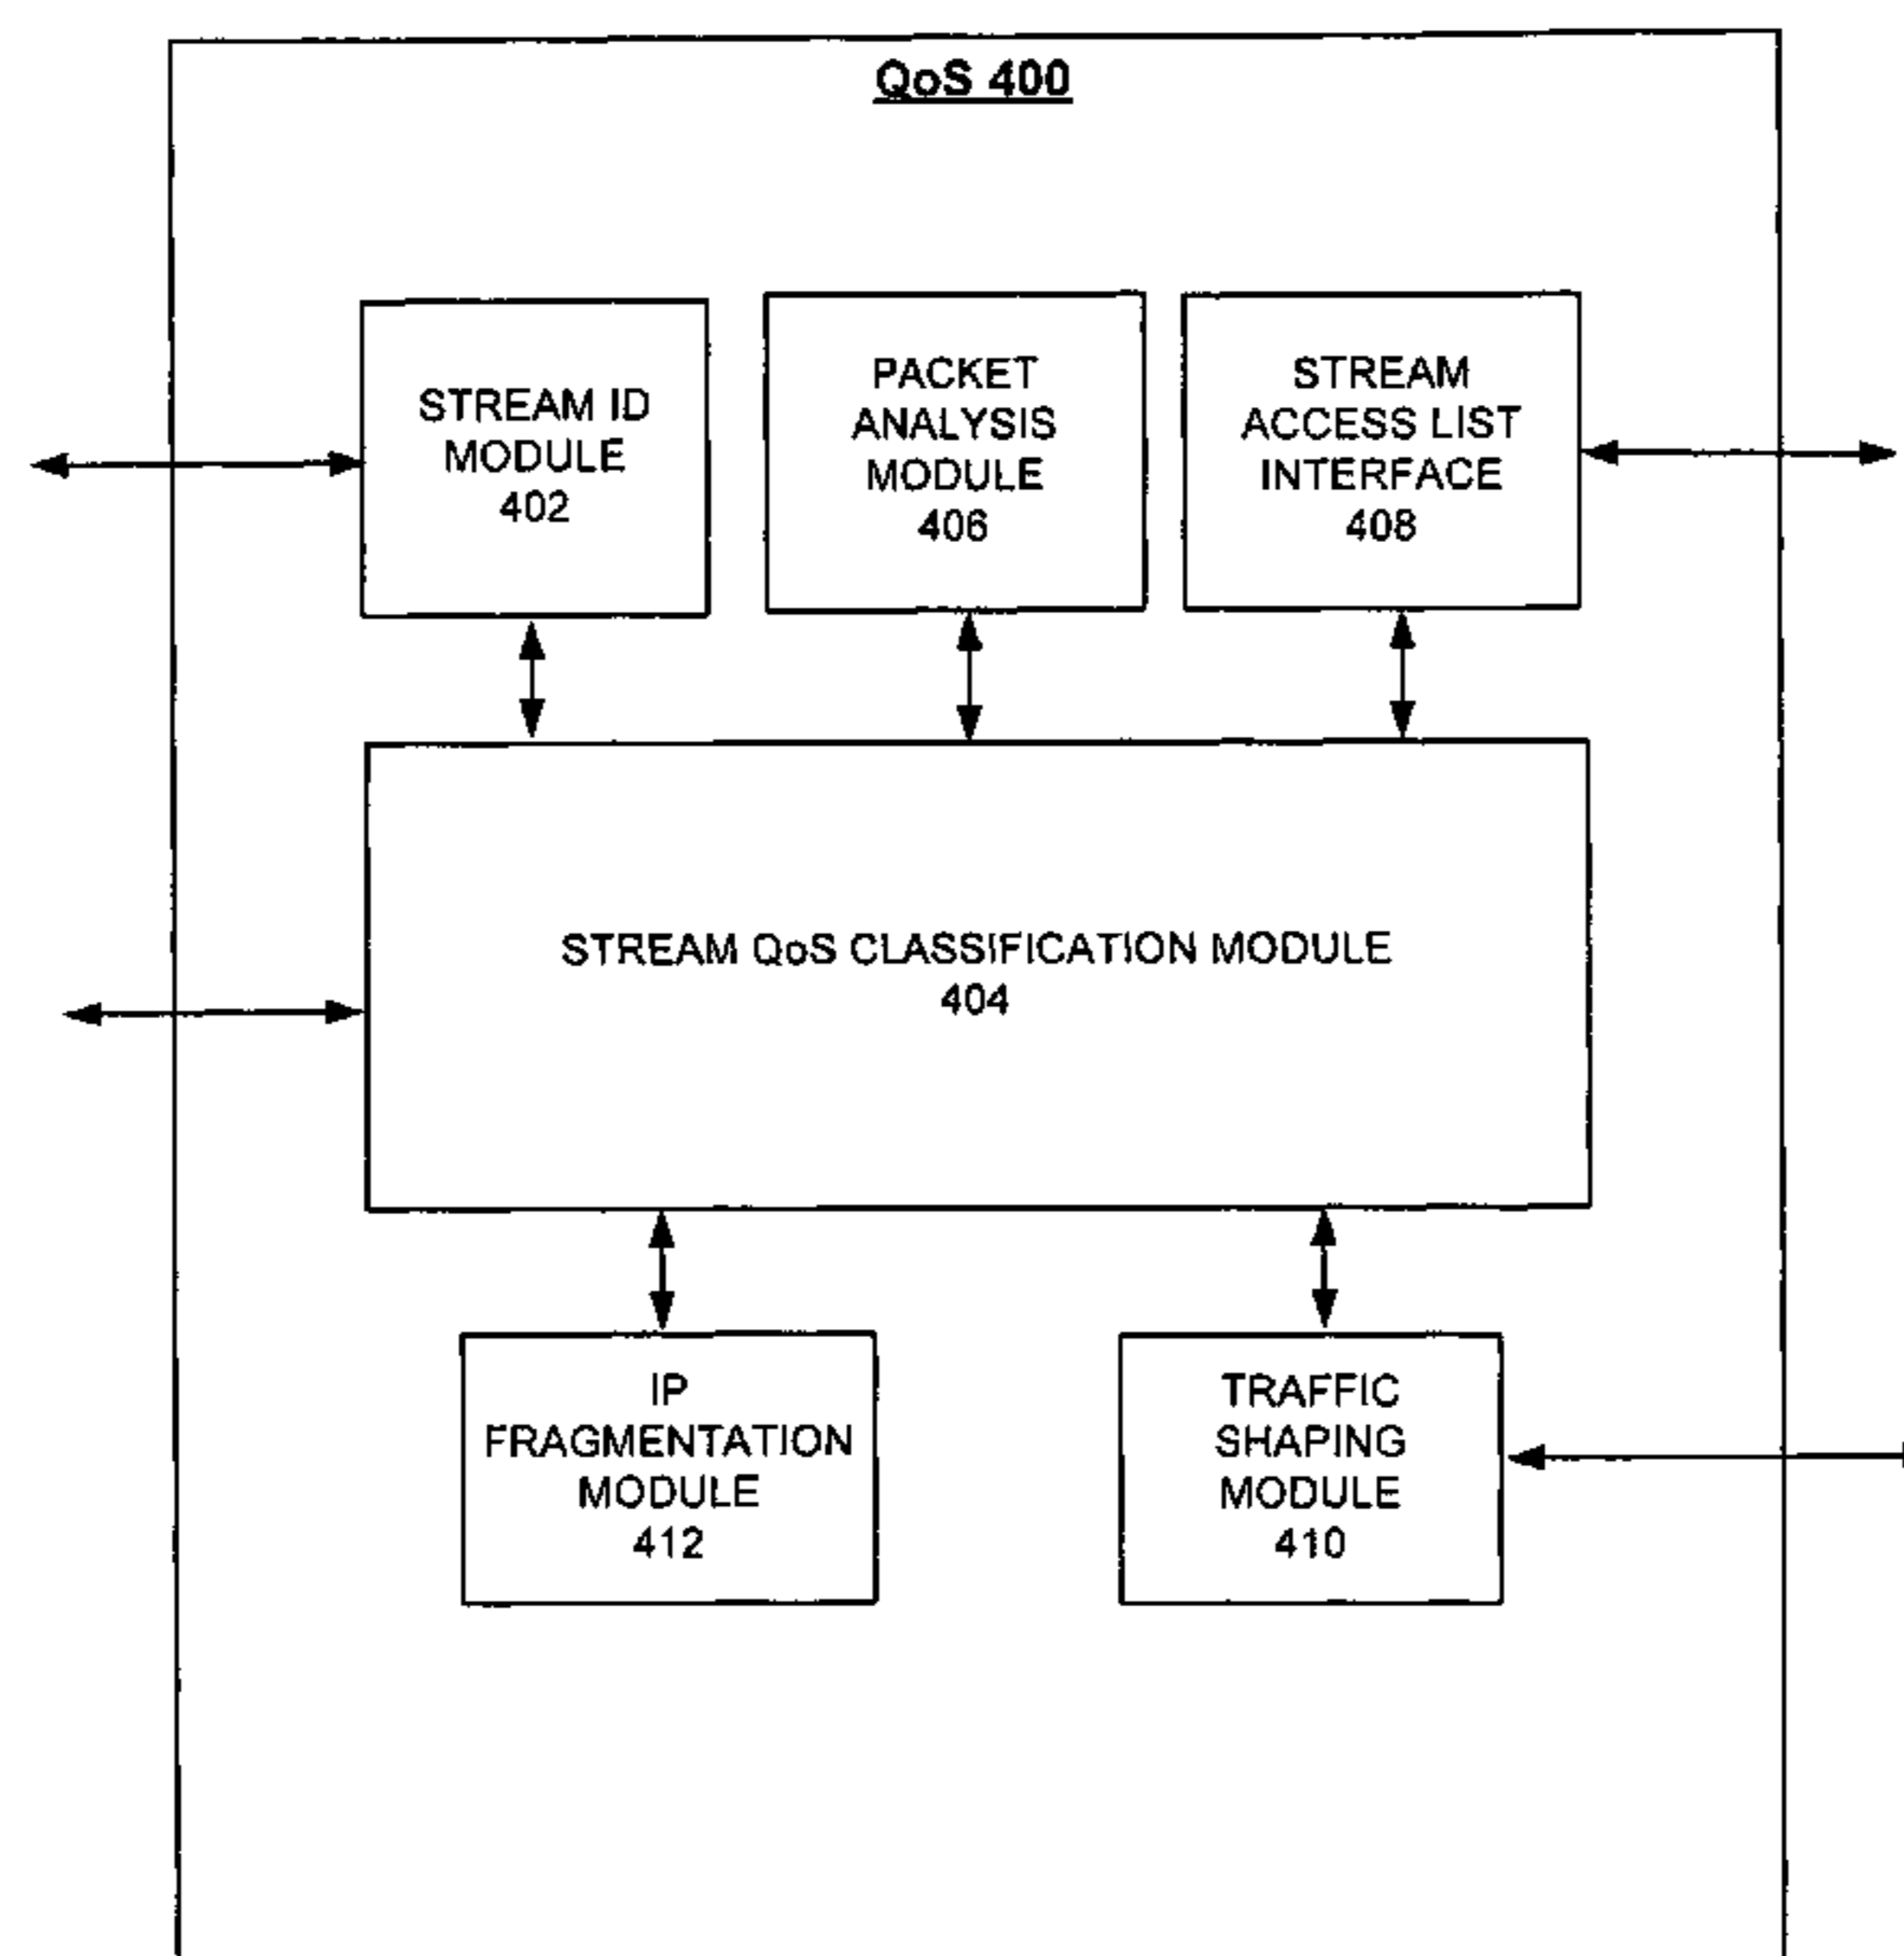 QoS 400
STREAM ID
MODULE
402
PACKET
ANALYSIS
MODULE
406
STREAM
ACCESS LIST
INTERFACE
408
STREAM QoS CLASSIFICATION MODULE
404
IP
FRAGMENTATION
MODULE
412
TRAFFIC
SHAPING
MODULE
410